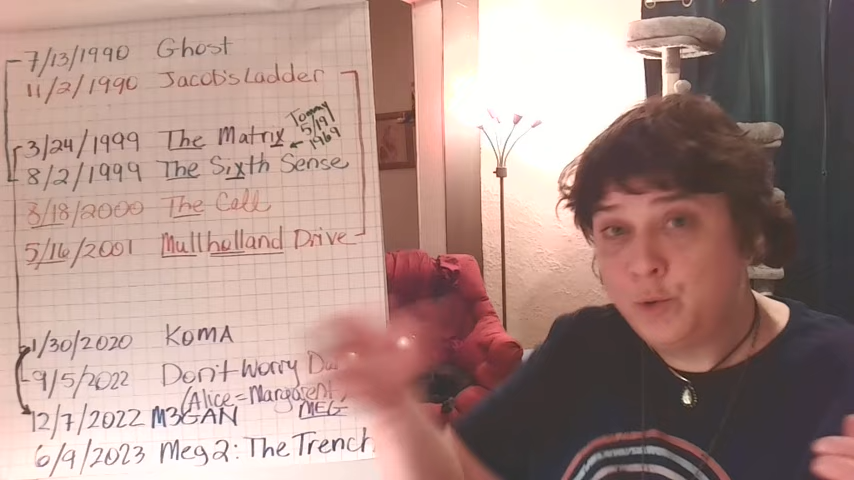 7/13/1990 Ghost
11/2/1990 Jacob's Ladder
3/24/1999 The Matrix
Tommy
5/19/
1969
8/2/1999 The Sixth Sense
8/18/2000 The Cell
5/16/2001 Mullholland Drive
1/30/2020 KOMA
9/5/2022 Don't Worry Da
(Alice=Margaret,
12/7/2022 M3GAN MEG
6/9/2023 Meg 2: The Trench